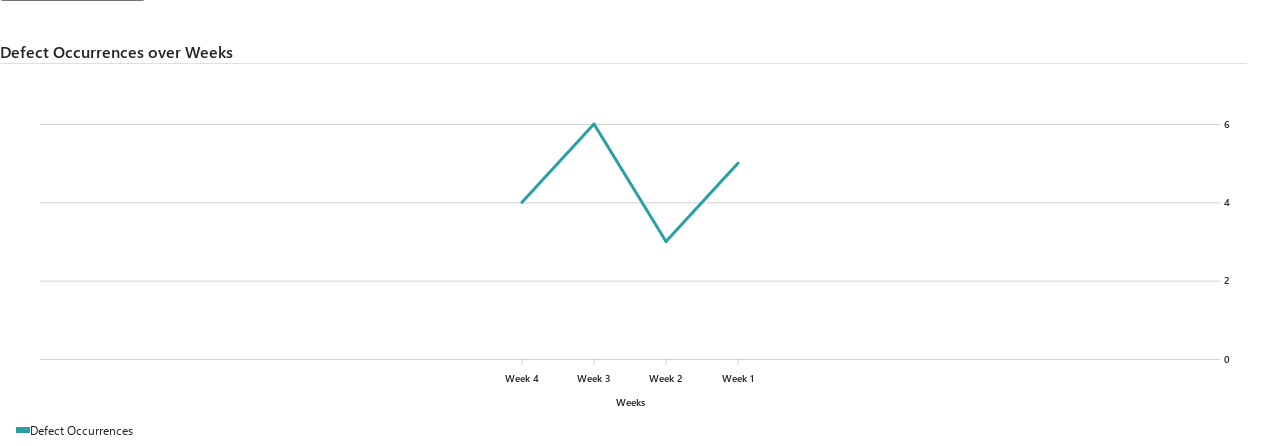 Defect Occurrences over Weeks
6
4
2
0
Week 4 Week 3 Week 2 Week 1
Weeks
Defect Occurrences